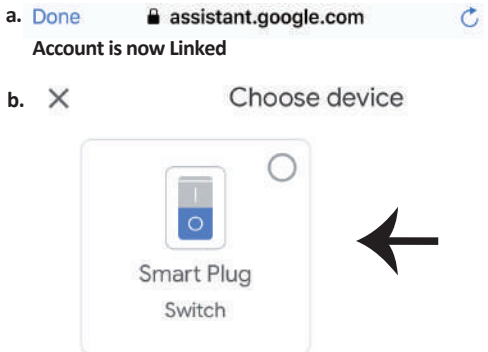 a. Done assistant.google.com
Account is now Linked
b. Choose device
Smart Plug
Switch